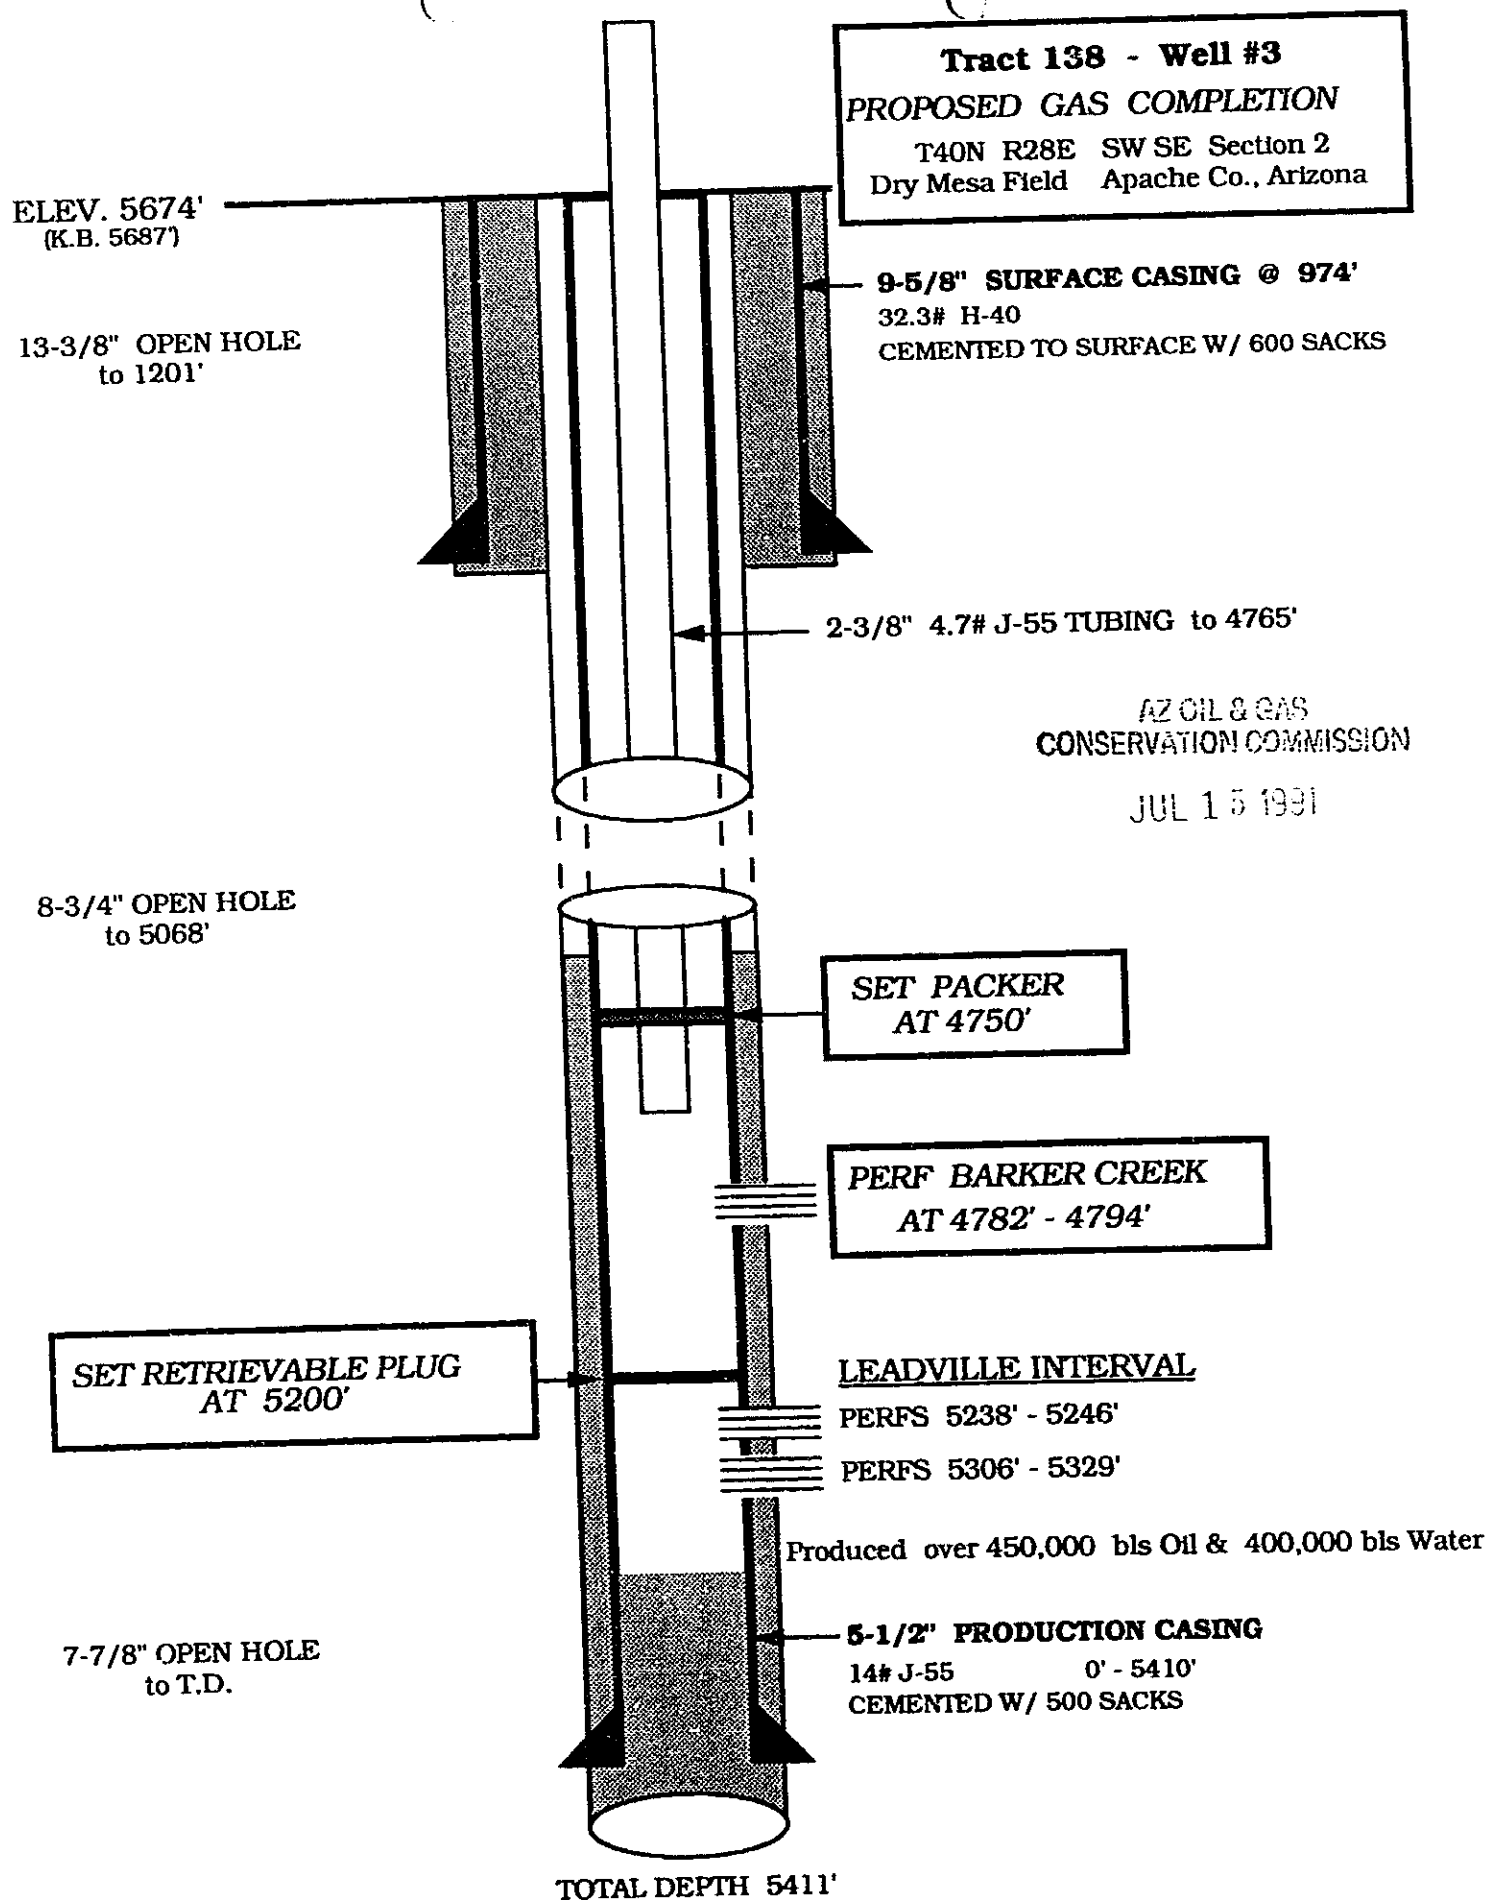 Tract 138 - Well #3
PROPOSED GAS COMPLETION
T40N R28E SW SE Section 2
Dry Mesa Field Apache Co., Arizona
ELEV. 5674'
(K.B. 5687')
9-5/8" SURFACE CASING @ 974'
32.3# H-40
CEMENTED TO SURFACE W/ 600 SACKS
13-3/8" OPEN HOLE
to 1201'
2-3/8" 4.7# J-55 TUBING to 4765'
AZ OIL & GAS
CONSERVATION COMMISSION
JUL 15 1991
8-3/4" OPEN HOLE
to 5068'
SET PACKER
AT 4750'
PERF BARKER CREEK
AT 4782' - 4794'
SET RETRIEVABLE PLUG
AT 5200'
LEADVILLE INTERVAL
PERFS 5238' - 5246'
PERFS 5306' - 5329'
Produced over 450,000 bls Oil & 400,000 bls Water
5-1/2" PRODUCTION CASING
14# J-55 0' - 5410'
CEMENTED W/ 500 SACKS
7-7/8" OPEN HOLE
to T.D.
TOTAL DEPTH 5411'